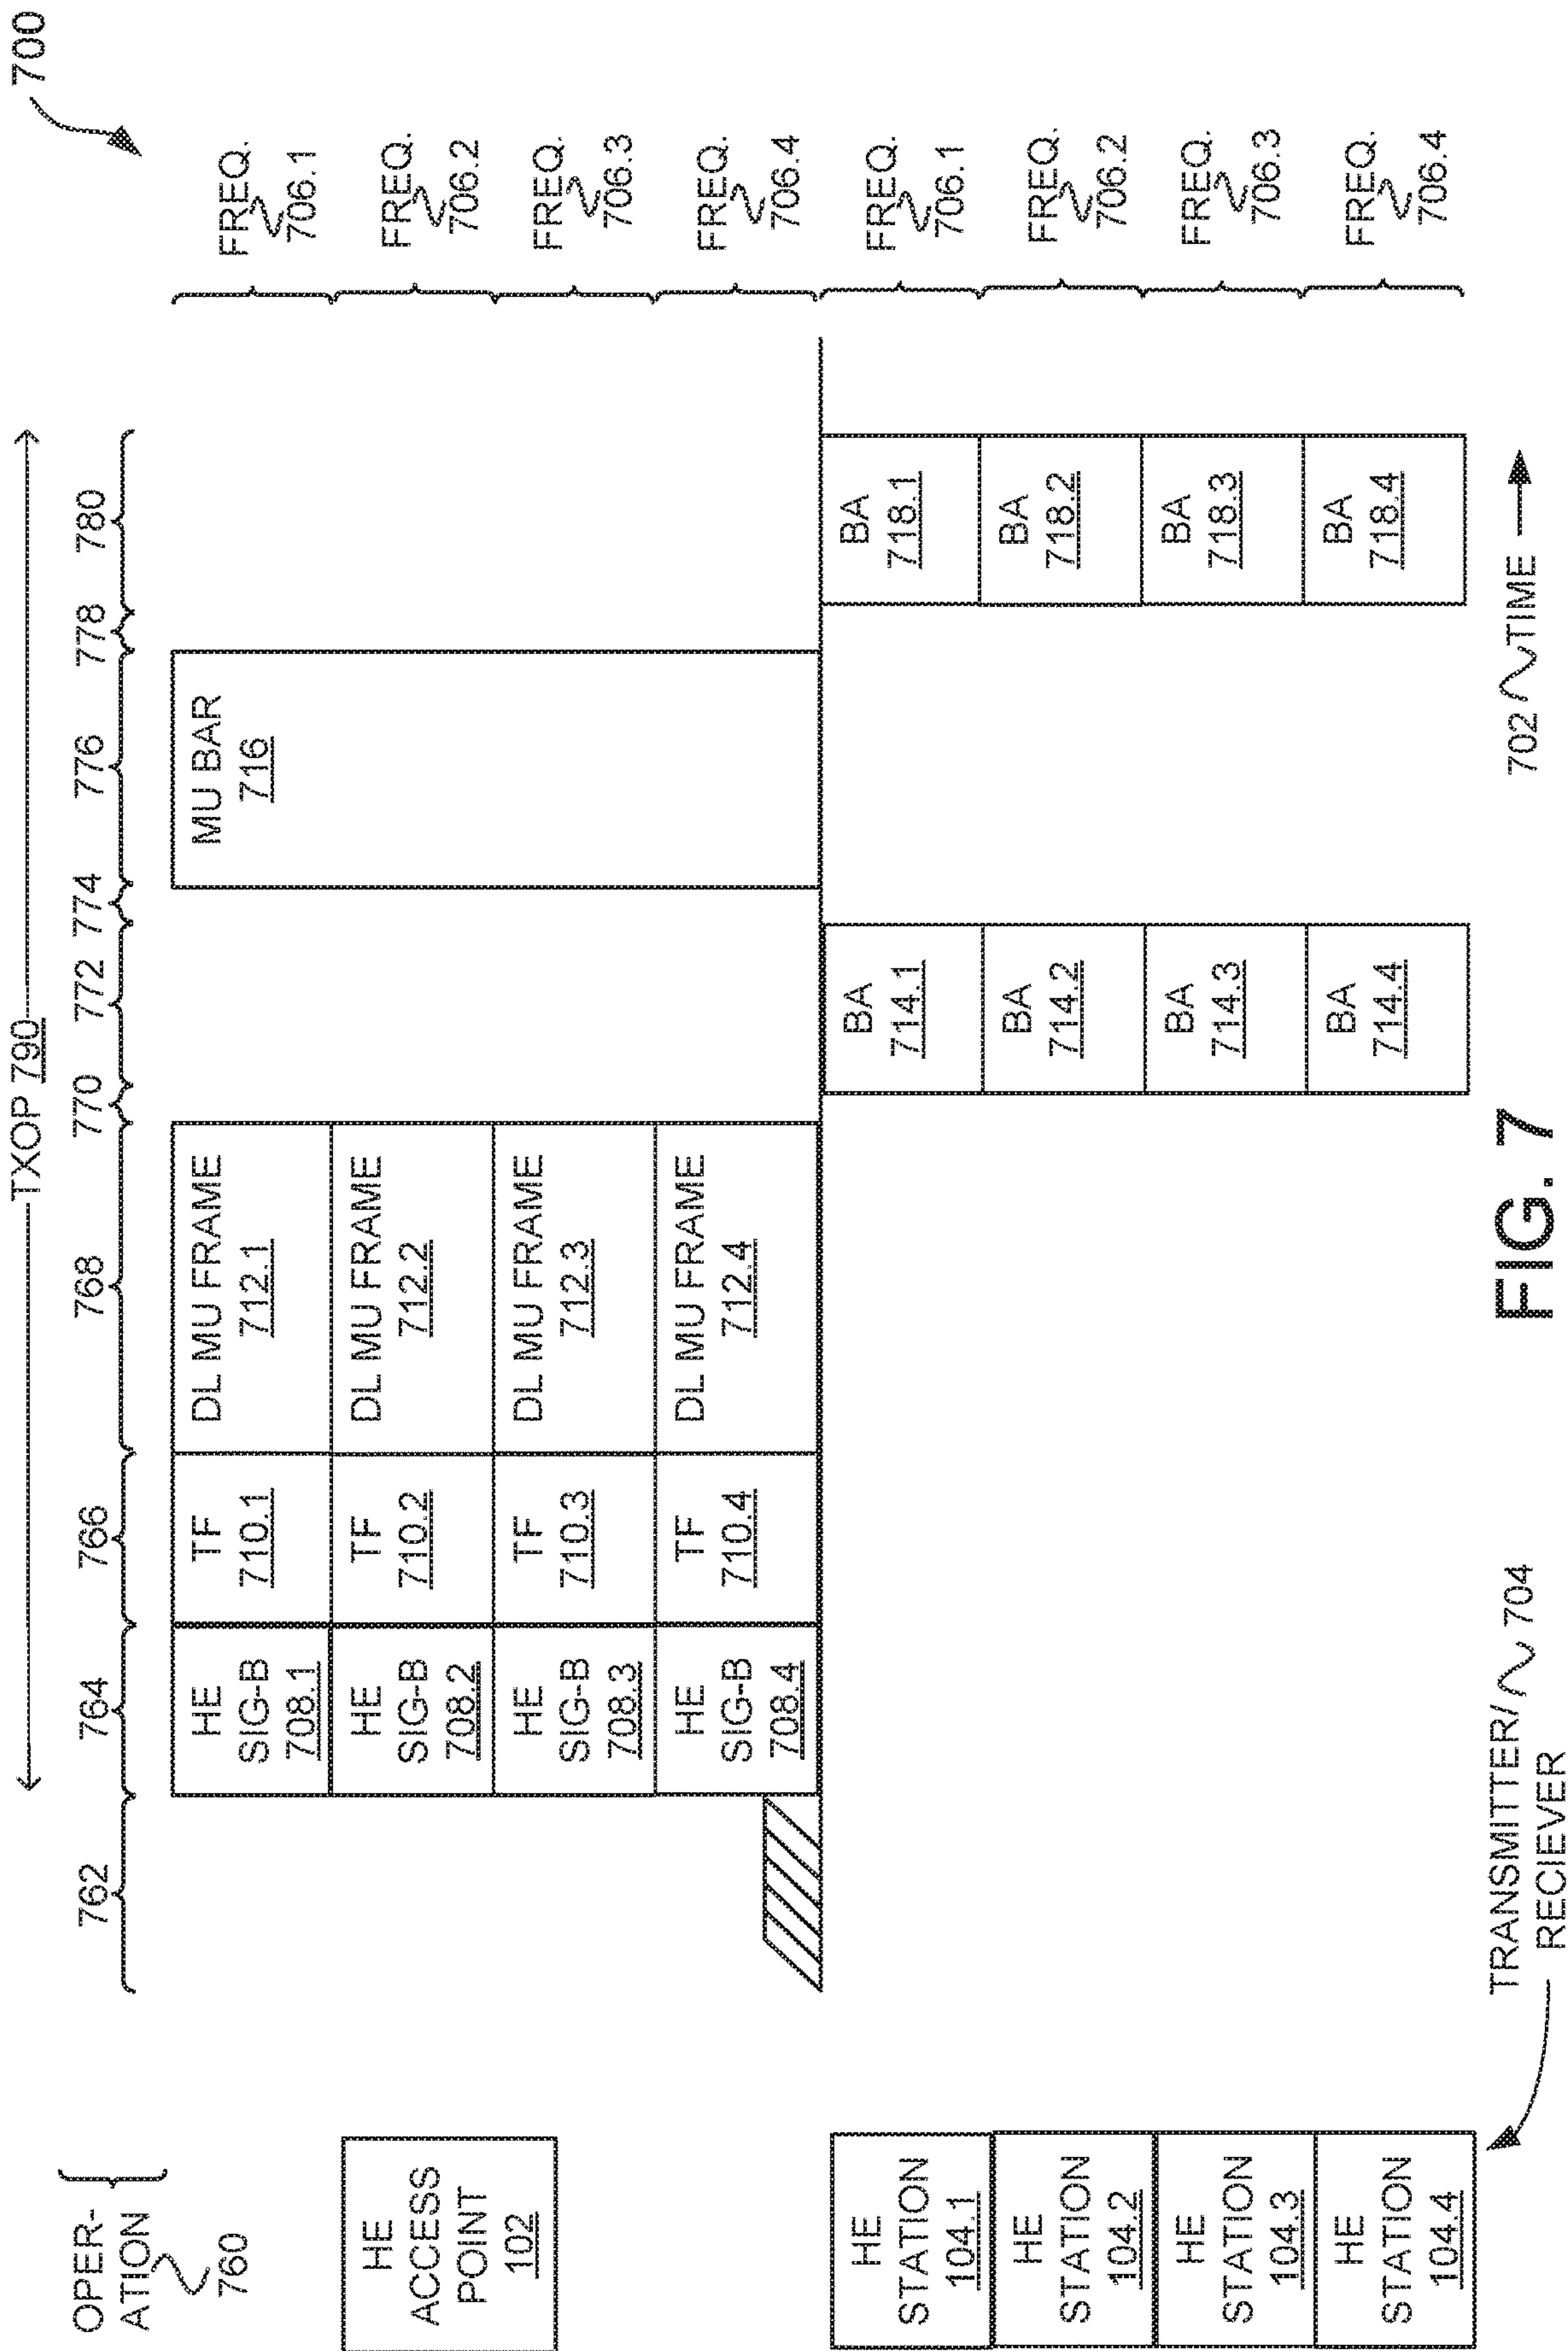 700
TXOP 790
OPER-
ATION
760
762
764
766
768
770
772
774
776
778
780
HE
ACCESS
POINT
102
HE
SIG-B
708.1
TF
710.1
DL MU FRAME
712.1
MU BAR
716
FREQ.
706.1
HE
SIG-B
708.2
TF
710.2
DL MU FRAME
712.2
FREQ.
706.2
HE
SIG-B
708.3
TF
710.3
DL MU FRAME
712.3
FREQ.
706.3
HE
SIG-B
708.4
TF
710.4
DL MU FRAME
712.4
FREQ.
706.4
HE
STATION
104.1
BA
714.1
BA
718.1
FREQ.
706.1
HE
STATION
104.2
BA
714.2
BA
718.2
FREQ.
706.2
HE
STATION
104.3
BA
714.3
BA
718.3
FREQ.
706.3
HE
STATION
104.4
BA
714.4
BA
718.4
FREQ.
706.4
TRANSMITTER/ 704
RECIEVER
702 TIME
FIG. 7